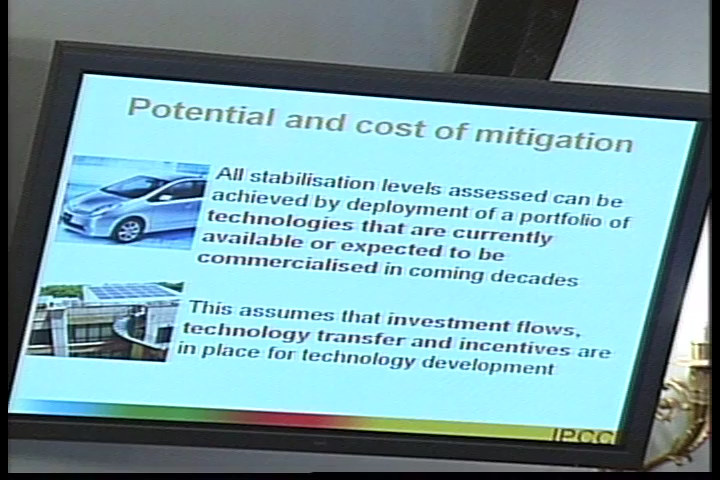 Potential and cost of mitigation
All stabilisation levels assessed can be
achieved by deployment of a portfolio of
technologies that are currently
available or expected to be
commercialised in coming decades
This assumes that investment flows,
technology transfer and incentives are
in place for technology development
IPCC